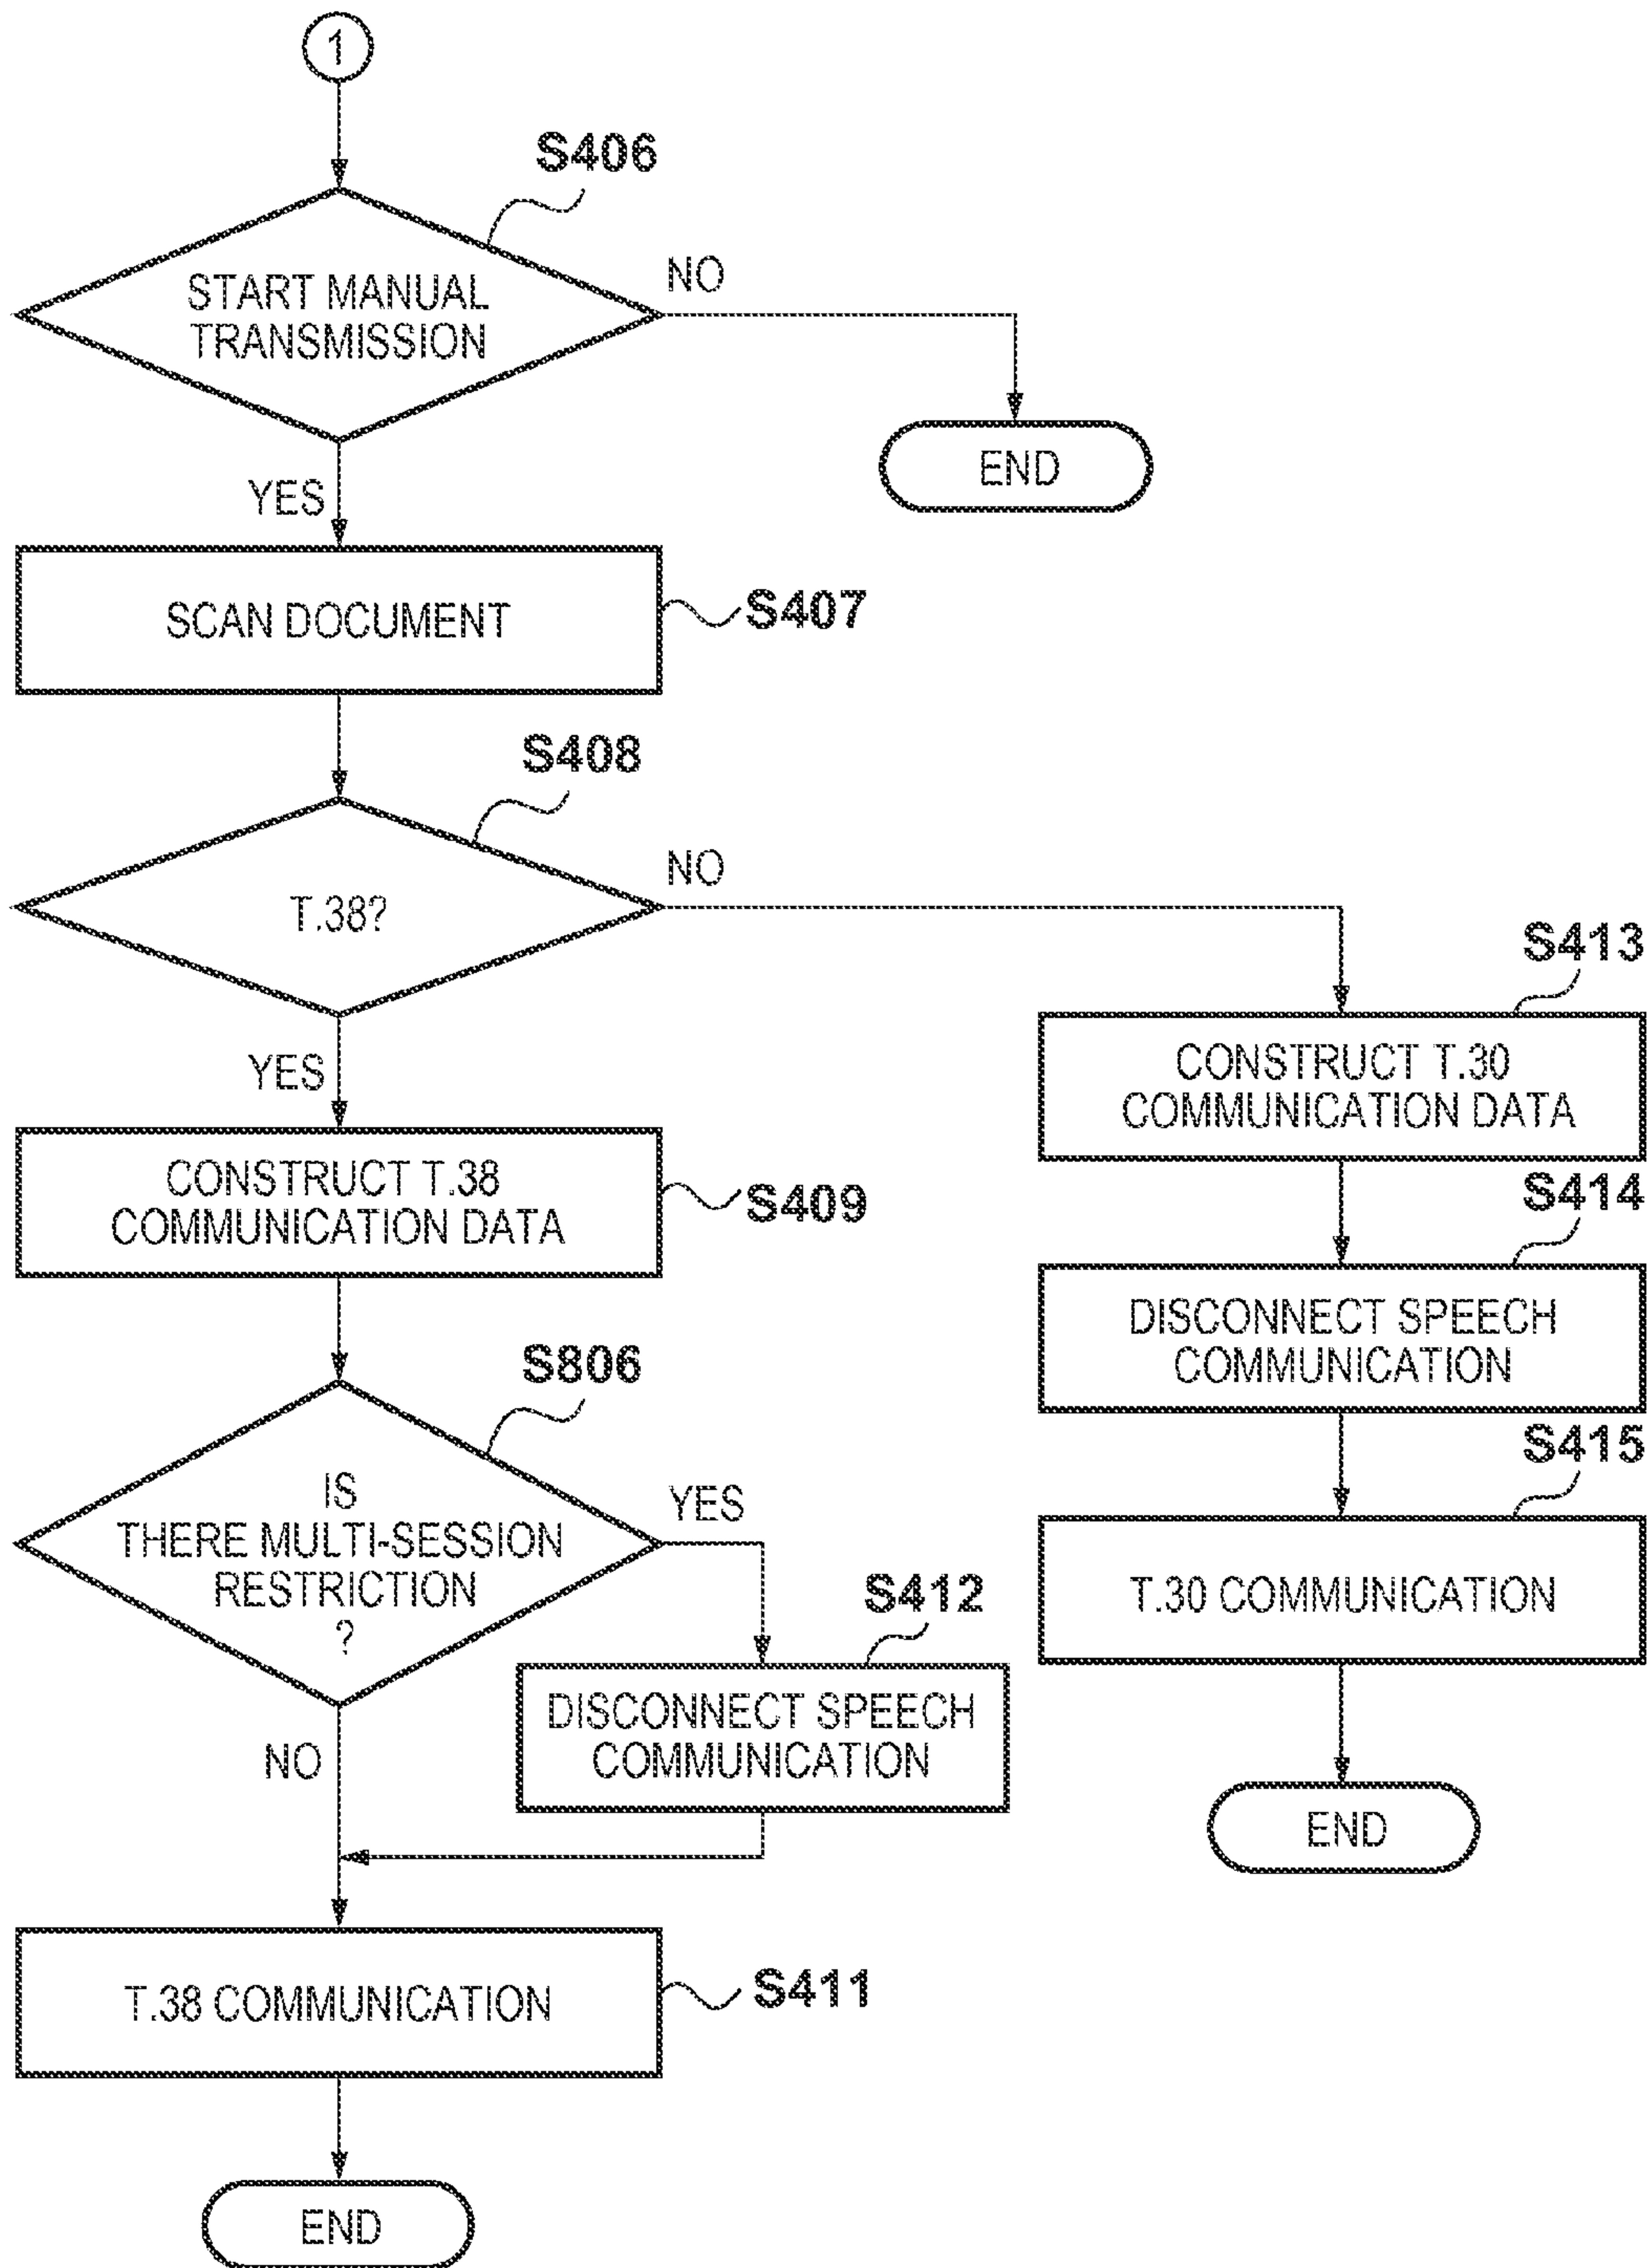 1
S406
START MANUAL
TRANSMISSION
NO
END
YES
SCAN DOCUMENT
S407
S408
T.38?
NO
YES
S413
CONSTRUCT T.30
COMMUNICATION DATA
CONSTRUCT T.38
COMMUNICATION DATA
S409
S414
DISCONNECT SPEECH
COMMUNICATION
S806
IS
THERE MULTI-SESSION
RESTRICTION
?
YES
NO
S412
DISCONNECT SPEECH
COMMUNICATION
S415
T.30 COMMUNICATION
END
T.38 COMMUNICATION
S411
END